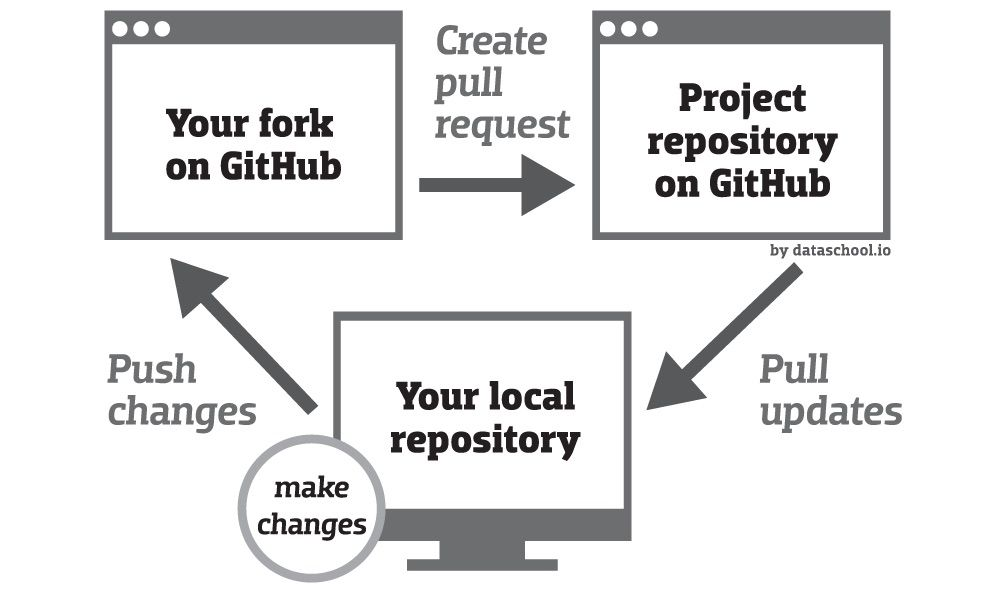 Your fork
on GitHub
Create
pull
request
Project
repository
on GitHub
by dataschool.io
Push
changes
Your local
repository
make
changes
Pull
updates